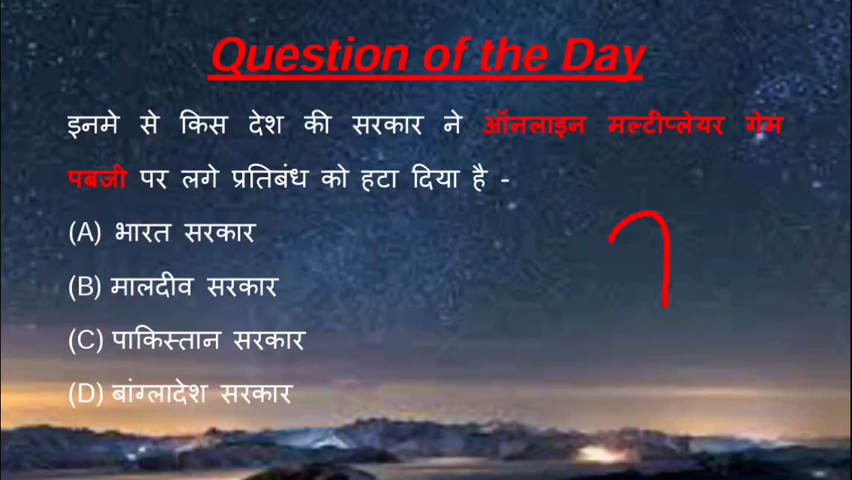 Question of the Day
इनमे से किस देश की सरकार ने ऑनलाइन मल्टीप्लेयर गेम
पबजी पर लगे प्रतिबंध को हटा दिया है -
(A) भारत सरकार
(B) मालदीव सरकार
(C) पाकिस्तान सरकार
(D) बांग्लादेश सरकार